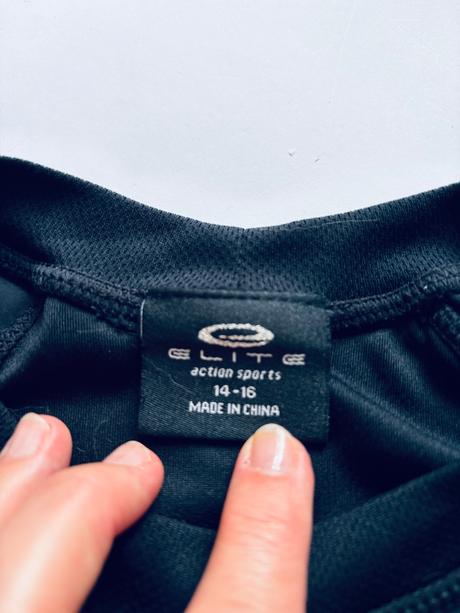 ELITE
action sports
14-16
MADE IN CHINA